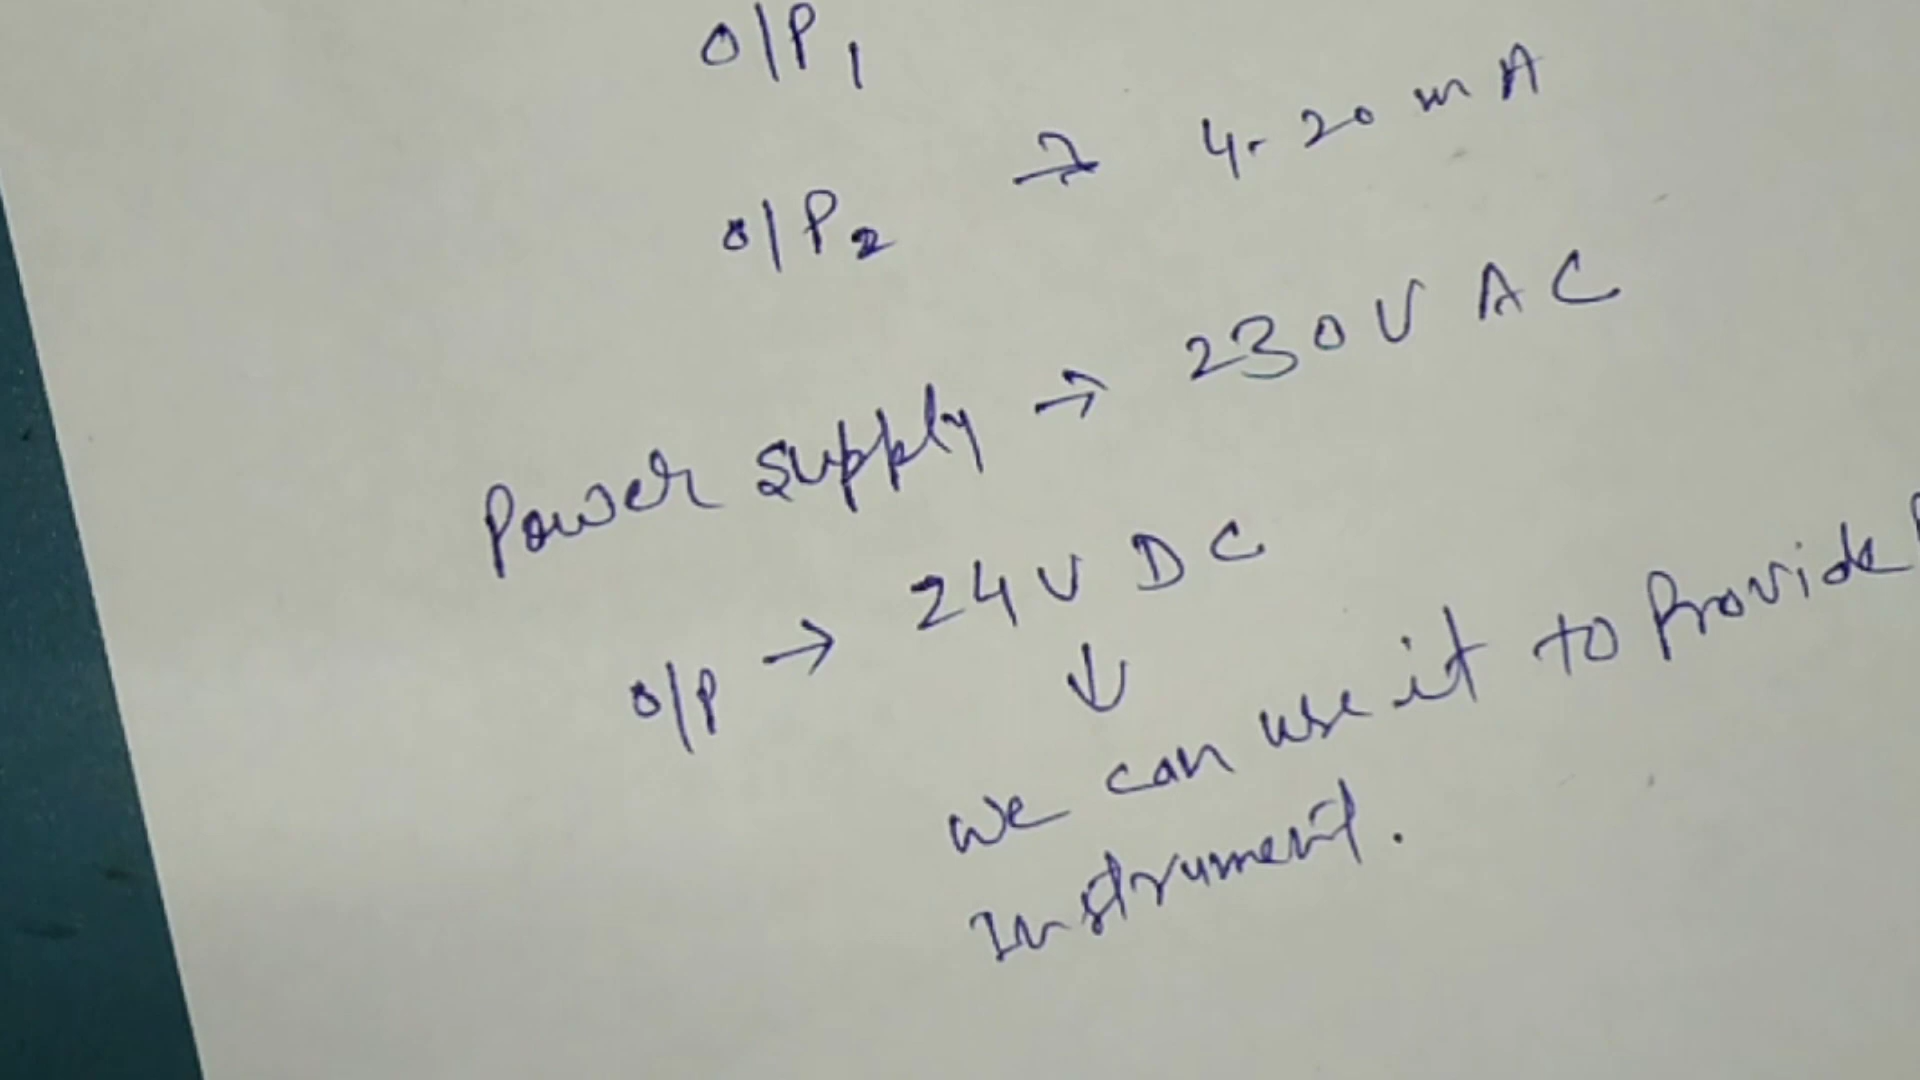 O/P1
O/P2 → 4-20 mA
Power supply → 230V AC
O/P → 24V DC
↓
we can use it to Provide
Instrument.